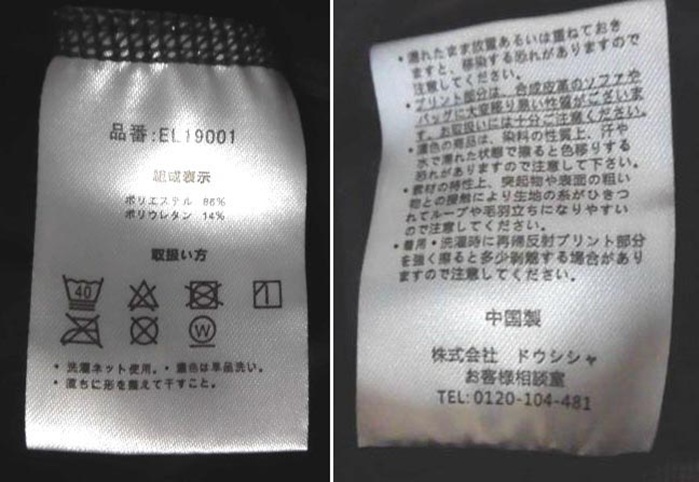 品番:EL19001
組成表示
ポリエステル 86%
ポリウレタン 14%
取扱い方
40
W
・洗濯ネット使用。・濃色は単品洗い。
・直ちに形を整えて干すこと。
・濡れたまま放置あるいは重ねておき
ますと、移染する恐れがありますので
注意してください。
・プリント部分は、合成皮革のソファや
バッグに大変移り易い性質がございま
す。お取扱いには十分ご注意ください。
・濃色の商品は、染料の性質上、汗や
水で濡れた状態で擦ると色移りする
恐れがありますので注意して下さい。
・素材の特性上、突起物や表面の粗い
物との接触により生地の糸がひきつ
れてループや毛羽立ちになりやすい
ので注意してください。
・着用・洗濯時に再帰反射プリント部分
を強く擦ると多少剥離する場合があり
ますので注意してください。
中国製
株式会社 ドウシシャ
お客様相談室
TEL: 0120-104-481